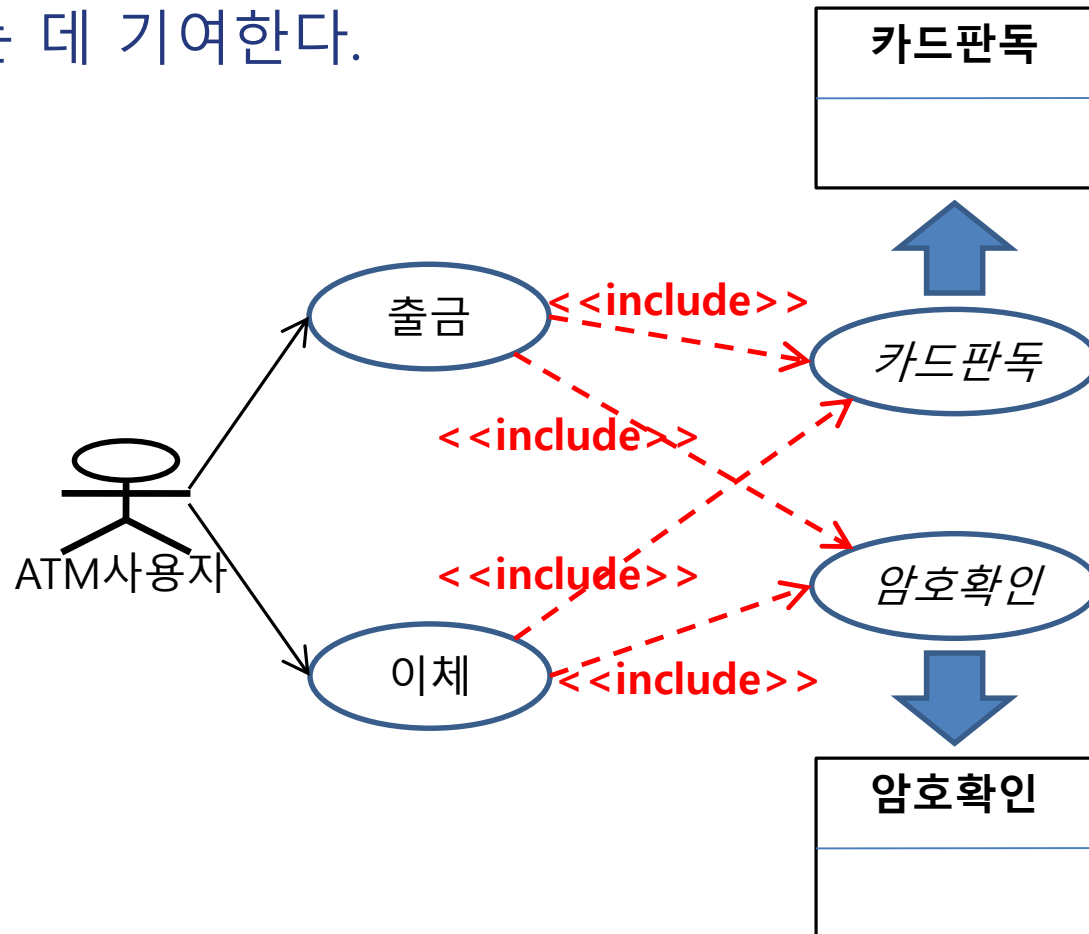 는 데 기여한다.
카드판독
출금
<<include>>
카드판독
<<include>>
ATM사용자
<<include>>
암호확인
이체
<<include>>
암호확인